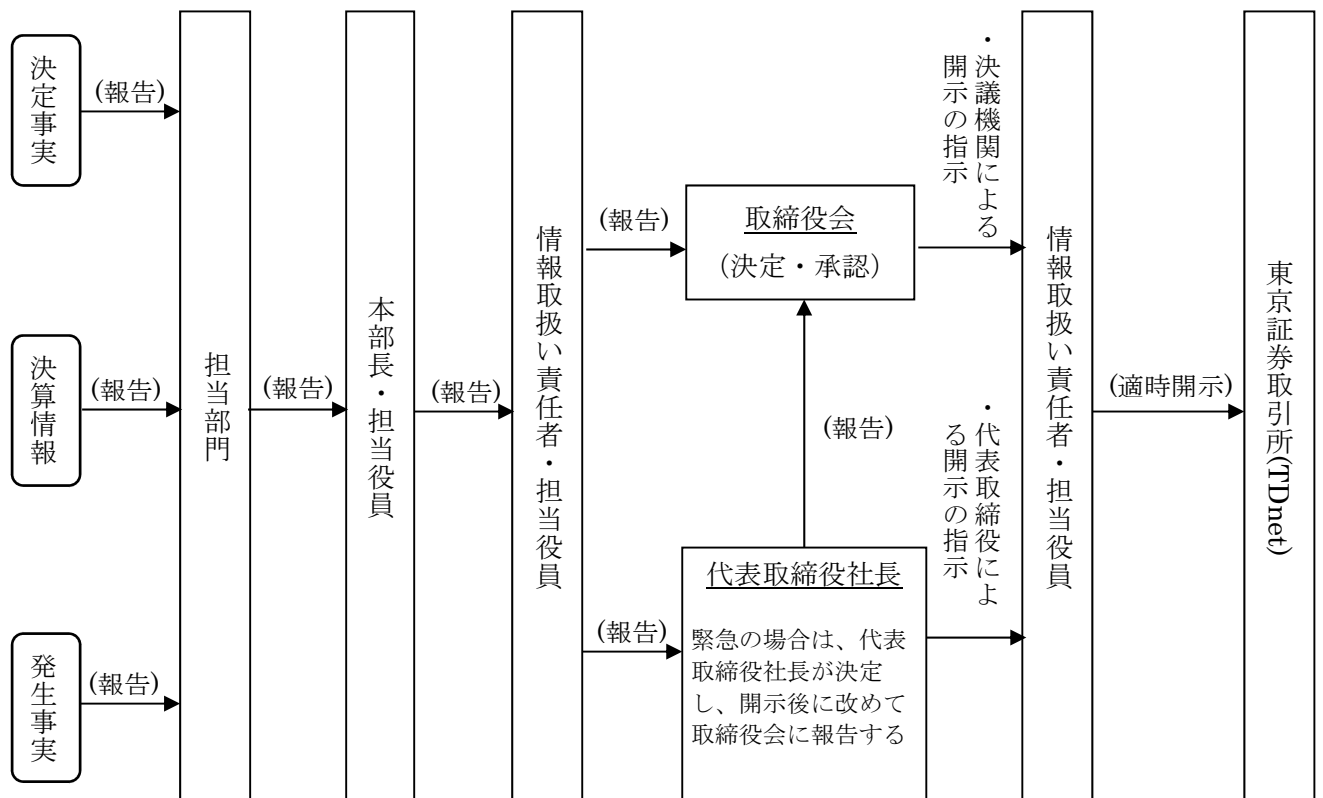 決定事実
(報告)
決算情報
(報告)
発生事実
(報告)
担当部門
(報告)
本部長・担当役員
(報告)
情報取扱い責任者・担当役員
(報告)
取締役会
（決定・承認）
(報告)
(報告)
代表取締役社長
緊急の場合は、代表
取締役社長が決定
し、開示後に改めて
取締役会に報告する
・決議機関による
開示の指示
・代表取締役によ
る開示の指示
情報取扱い責任者・担当役員
(適時開示)
東京証券取引所(TDnet)